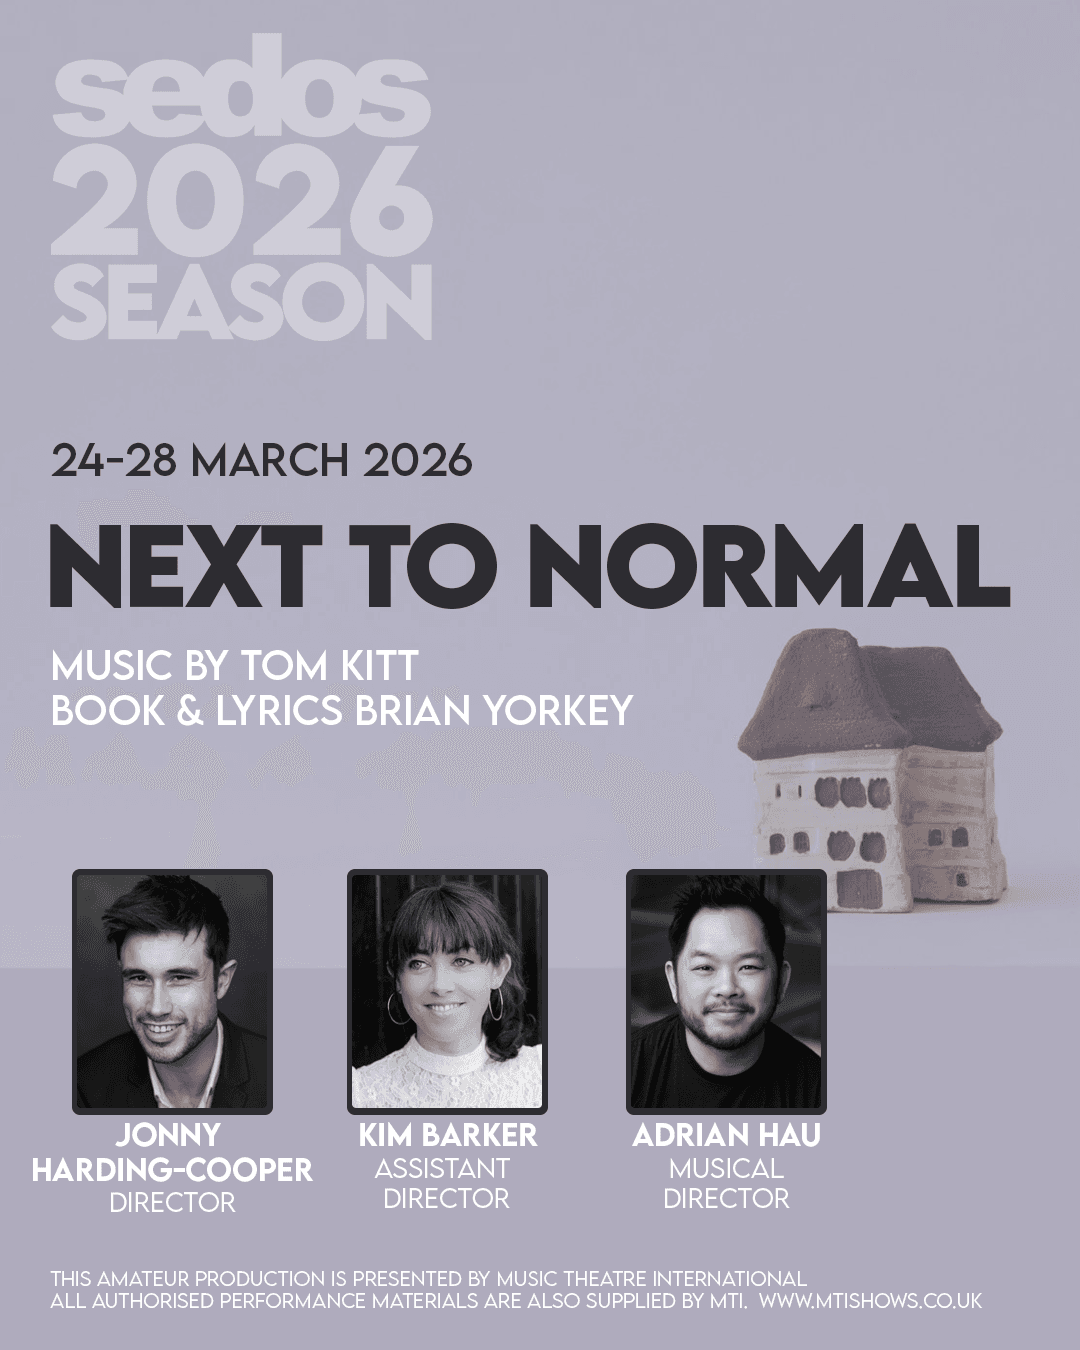 sedos
2026
SEASON
24-28 MARCH 2026
NEXT TO NORMAL
MUSIC BY TOM KITT
BOOK & LYRICS BRIAN YORKEY
JONNY
HARDING-COOPER
DIRECTOR
KIM BARKER
ASSISTANT
DIRECTOR
ADRIAN HAU
MUSICAL
DIRECTOR
THIS AMATEUR PRODUCTION IS PRESENTED BY MUSIC THEATRE INTERNATIONAL
ALL AUTHORISED PERFORMANCE MATERIALS ARE ALSO SUPPLIED BY MTI. WWW.MTISHOWS.CO.UK